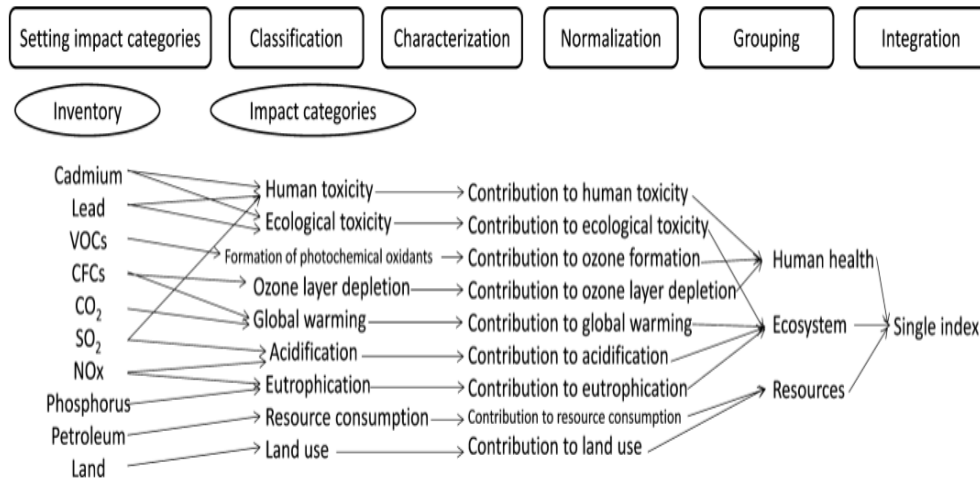 Setting impact categories
Classification
Characterization
Normalization
Grouping
Integration
Inventory
Impact categories
Cadmium
Lead
VOCs
CFCs
CO₂
SO₂
NOx
Phosphorus
Petroleum
Land
Human toxicity
Ecological toxicity
Formation of photochemical oxidants
Ozone layer depletion
Global warming
Acidification
Eutrophication
Resource consumption
Land use
Contribution to human toxicity
Contribution to ecological toxicity
Contribution to ozone formation
Contribution to ozone layer depletion
Contribution to global warming
Contribution to acidification
Contribution to eutrophication
Contribution to resource consumption
Contribution to land use
Human health
Ecosystem
Resources
Single index